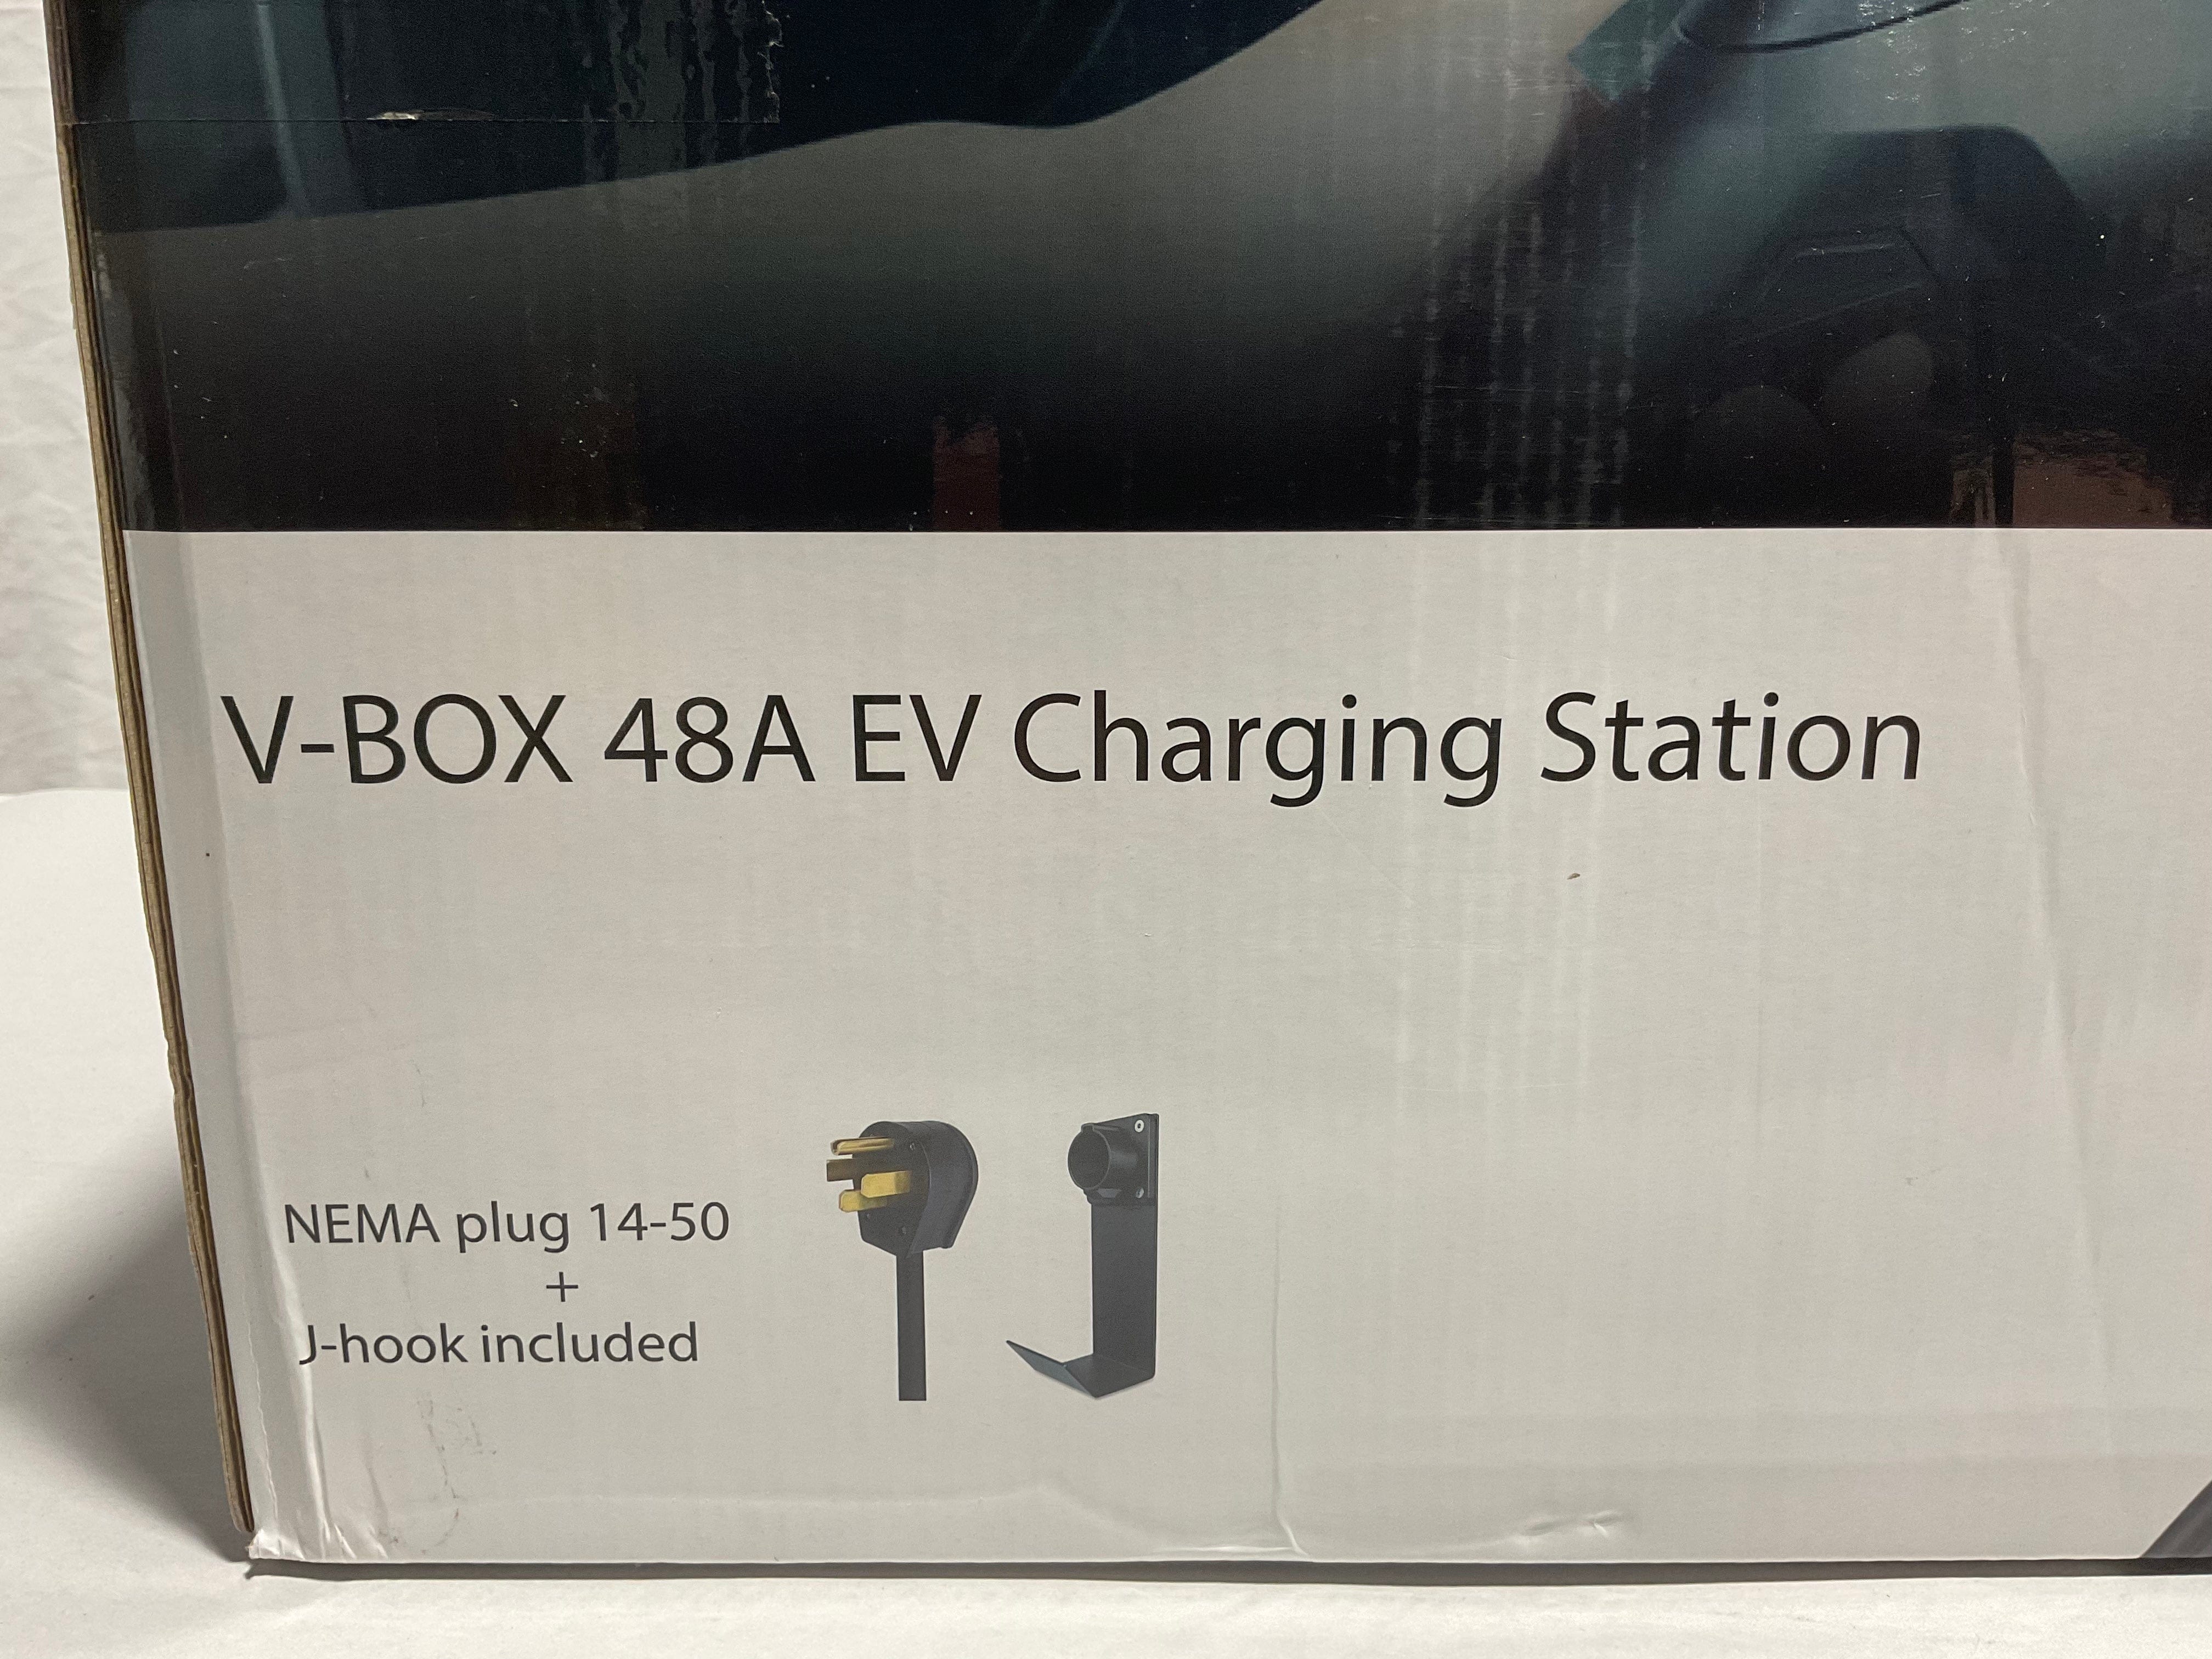 V-BOX 48A EV Charging Station
NEMA plug 14-50
+
J-hook included